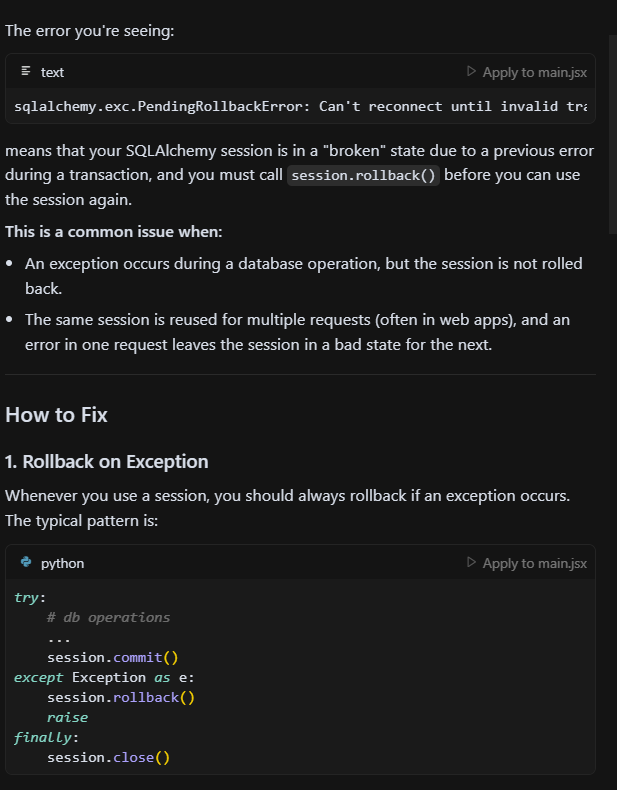 The error you're seeing:
text
Apply to main.jsx
sqlalchemy.exc.PendingRollbackError: Can't reconnect until invalid tra
means that your SQLAlchemy session is in a "broken" state due to a previous error
during a transaction, and you must call session.rollback() before you can use
the session again.
This is a common issue when:
• An exception occurs during a database operation, but the session is not rolled
back.
• The same session is reused for multiple requests (often in web apps), and an
error in one request leaves the session in a bad state for the next.
How to Fix
1. Rollback on Exception
Whenever you use a session, you should always rollback if an exception occurs.
The typical pattern is:
python
Apply to main.jsx
try:
    # db operations
    ...
    session.commit()
except Exception as e:
    session.rollback()
    raise
finally:
    session.close()